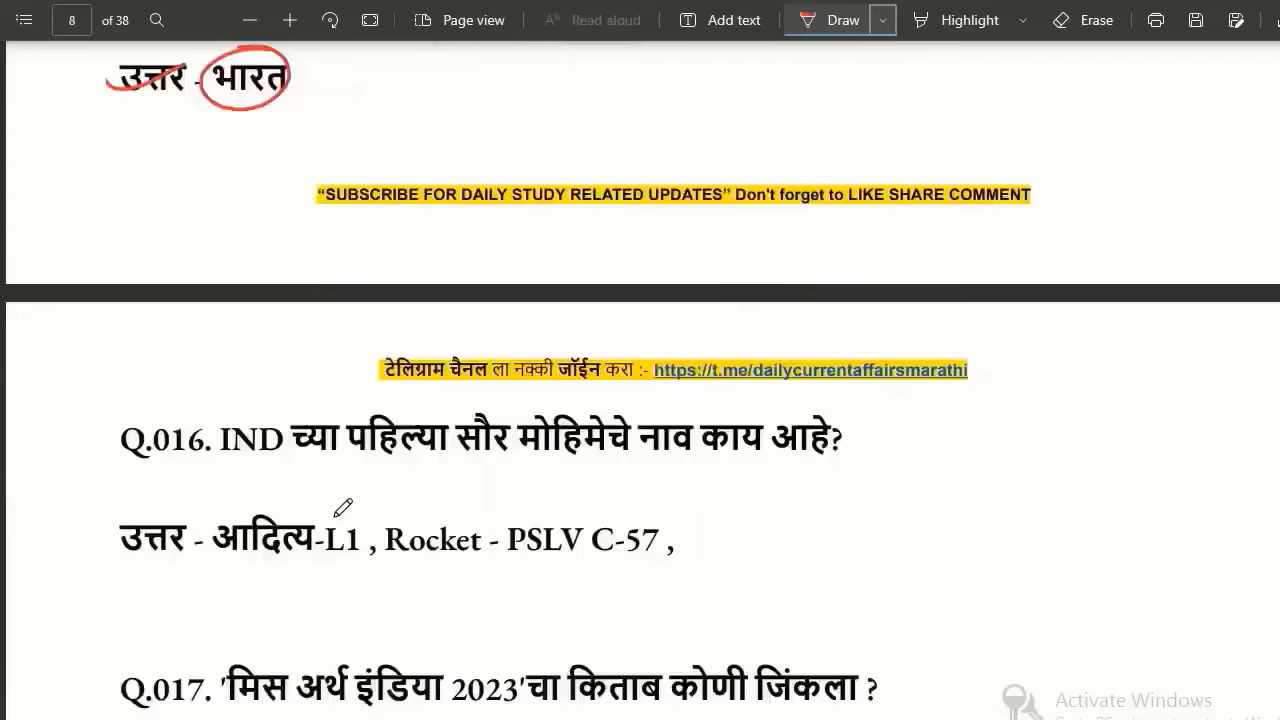 8 of 38 Page view Read aloud Add text Draw Highlight Erase
उत्तर - भारत
“SUBSCRIBE FOR DAILY STUDY RELATED UPDATES” Don't forget to LIKE SHARE COMMENT
टेलिग्राम चैनल ला नक्की जॉईन करा :- https://t.me/dailycurrentaffairsmarathi
Q.016. IND च्या पहिल्या सौर मोहिमेचे नाव काय आहे?
उत्तर - आदित्य-L1 , Rocket - PSLV C-57 ,
Q.017. 'मिस अर्थ इंडिया 2023'चा किताब कोणी जिंकला ?
Activate Windows